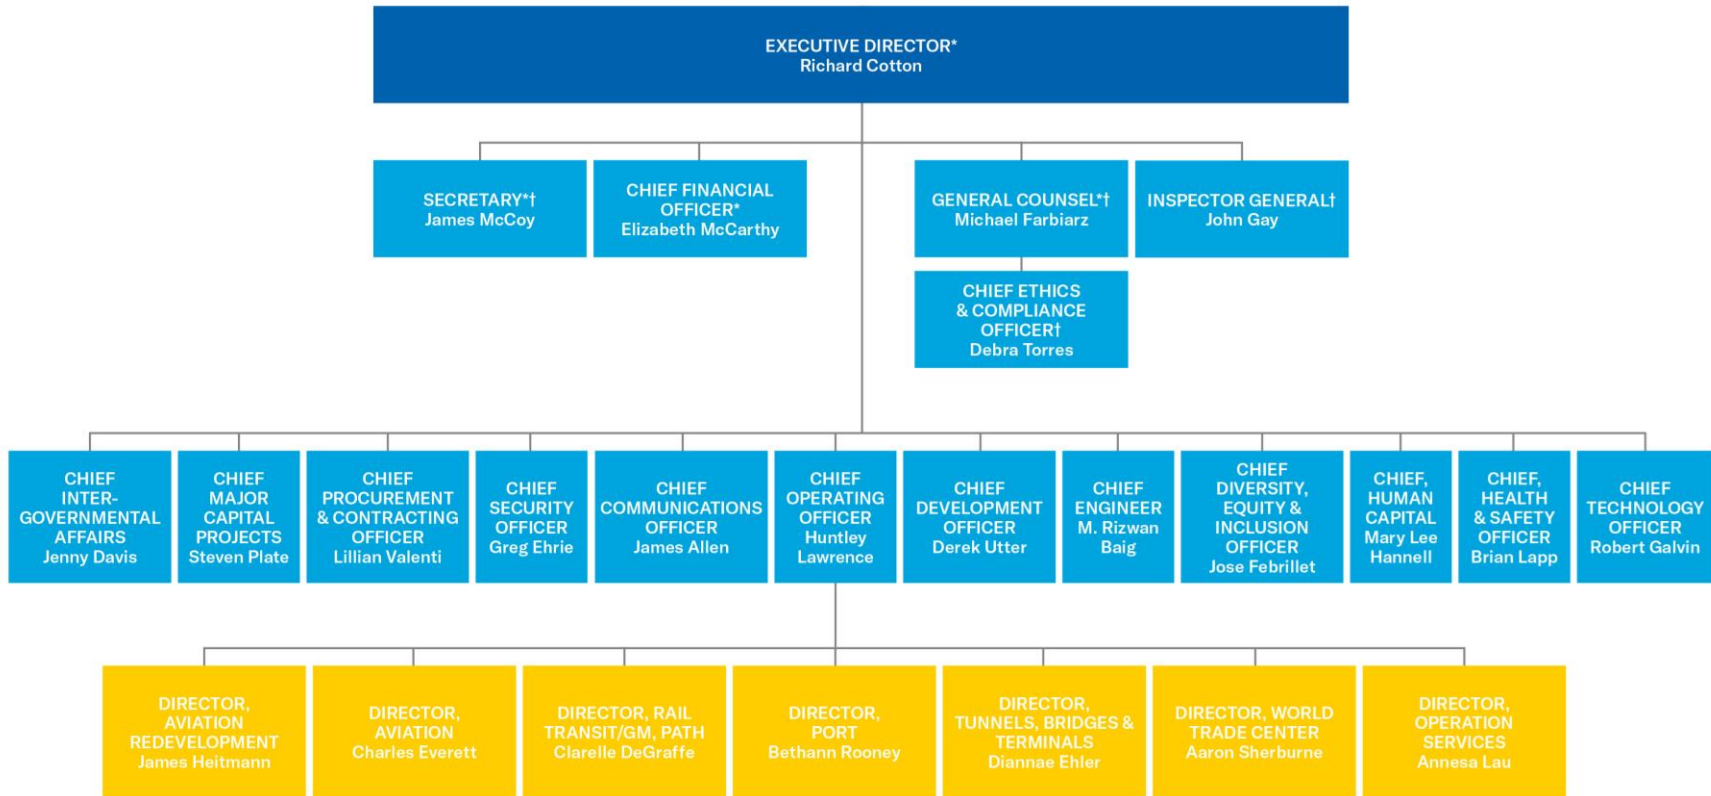 EXECUTIVE DIRECTOR*
Richard Cotton
SECRETARY*†
James McCoy
CHIEF FINANCIAL
OFFICER*
Elizabeth McCarthy
GENERAL COUNSEL*†
Michael Farbiarz
INSPECTOR GENERAL†
John Gay
CHIEF ETHICS
& COMPLIANCE
OFFICER†
Debra Torres
CHIEF
INTER-
GOVERNMENTAL
AFFAIRS
Jenny Davis
CHIEF
MAJOR
CAPITAL
PROJECTS
Steven Plate
CHIEF
PROCUREMENT
& CONTRACTING
OFFICER
Lillian Valenti
CHIEF
SECURITY
OFFICER
Greg Ehrie
CHIEF
COMMUNICATIONS
OFFICER
James Allen
CHIEF
OPERATING
OFFICER
Huntley
Lawrence
CHIEF
DEVELOPMENT
OFFICER
Derek Utter
CHIEF
ENGINEER
M. Rizwan
Baig
CHIEF
DIVERSITY,
EQUITY &
INCLUSION
OFFICER
Jose Febrillet
CHIEF,
HUMAN
CAPITAL
Mary Lee
Hannell
CHIEF,
HEALTH
& SAFETY
OFFICER
Brian Lapp
CHIEF
TECHNOLOGY
OFFICER
Robert Galvin
DIRECTOR,
AVIATION
REDEVELOPMENT
James Heitmann
DIRECTOR,
AVIATION
Charles Everett
DIRECTOR, RAIL
TRANSIT/GM, PATH
Clarelle DeGraffe
DIRECTOR,
PORT
Bethann Rooney
DIRECTOR,
TUNNELS, BRIDGES &
TERMINALS
Diannae Ehler
DIRECTOR, WORLD
TRADE CENTER
Aaron Sherburne
DIRECTOR,
OPERATION
SERVICES
Annesa Lau